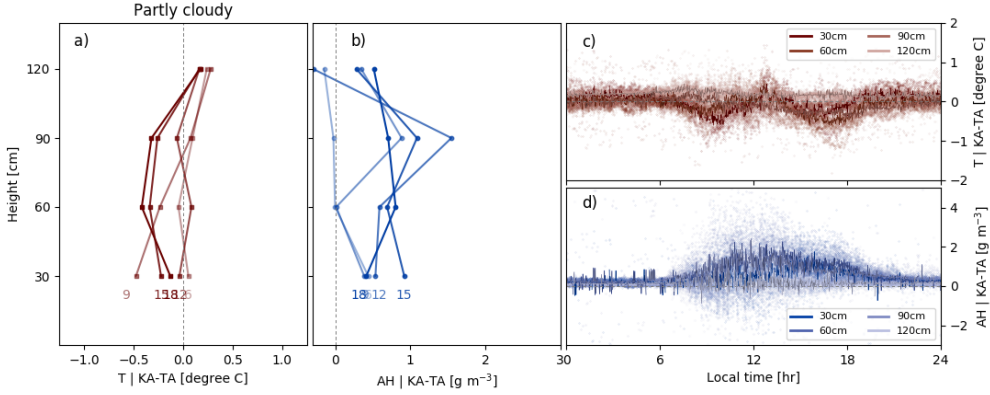 Partly cloudy
a)
120
90
60
30
Height [cm]
9
15
18
12
6
−1.0
−0.5
0.0
0.5
1.0
T | KA-TA [degree C]
b)
12
15
0
1
2
3
AH | KA-TA [g m⁻³]
c)
30cm
60cm
90cm
120cm
2
1
0
−1
−2
T | KA-TA [degree C]
d)
30cm
60cm
90cm
120cm
4
2
0
−2
AH | KA-TA [g m⁻³]
0
6
12
18
24
Local time [hr]